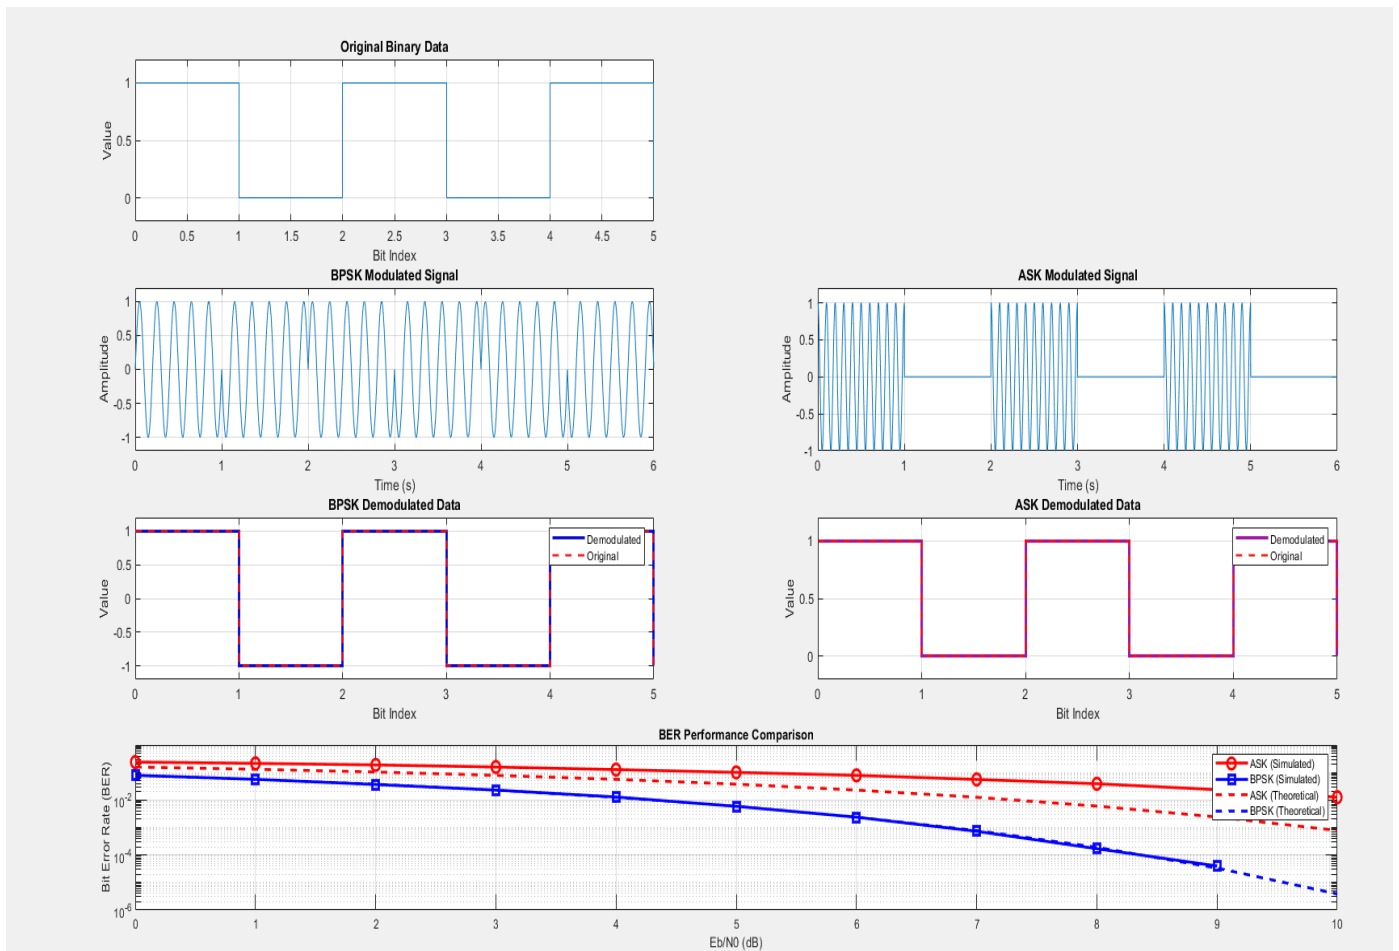 Original Binary Data
1
0.5
0
Value
0 0.5 1 1.5 2 2.5 3 3.5 4 4.5 5
Bit Index
BPSK Modulated Signal
1
0.5
0
-0.5
-1
Amplitude
0 1 2 3 4 5 6
Time (s)
ASK Modulated Signal
1
0.5
0
-0.5
-1
Amplitude
0 1 2 3 4 5 6
Time (s)
BPSK Demodulated Data
1
0.5
0
-0.5
-1
Value
Demodulated
Original
0 1 2 3 4 5
Bit Index
ASK Demodulated Data
1
0.5
0
Value
Demodulated
Original
0 1 2 3 4 5
Bit Index
BER Performance Comparison
10-2
10-4
10-6
Bit Error Rate (BER)
ASK (Simulated)
BPSK (Simulated)
ASK (Theoretical)
BPSK (Theoretical)
0 1 2 3 4 5 6 7 8 9 10
Eb/N0 (dB)